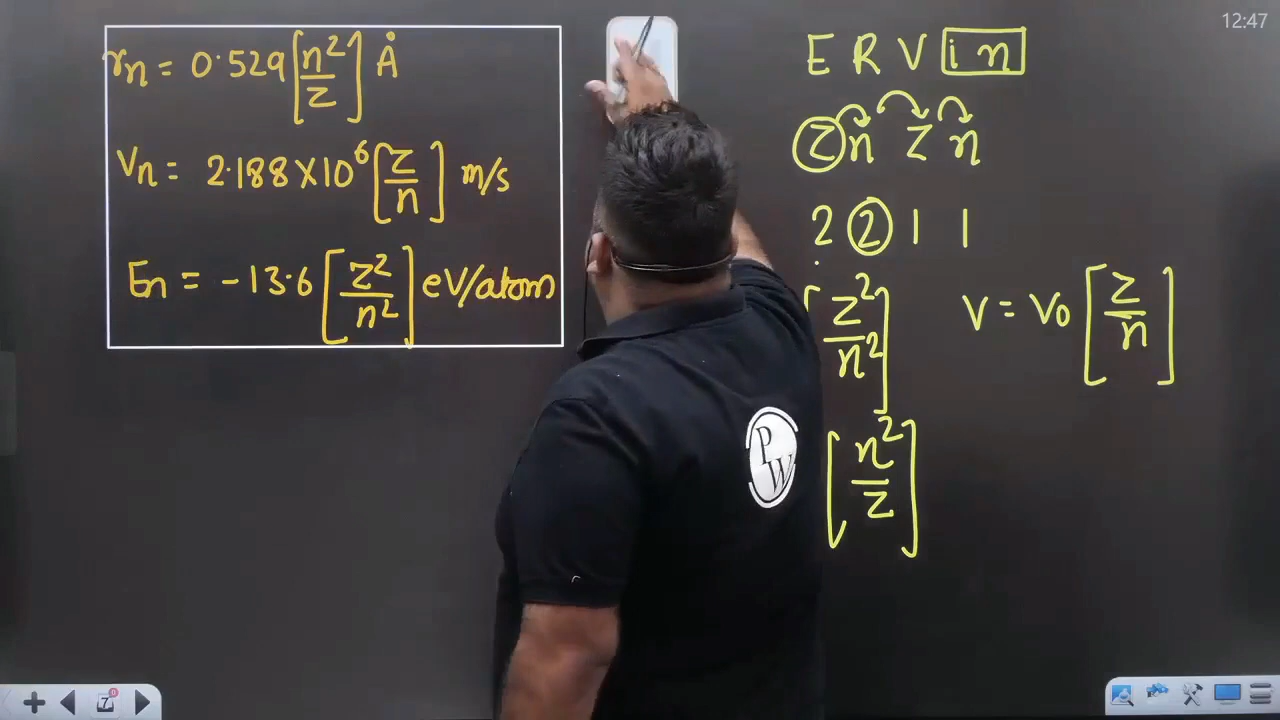 12:47
rn = 0.529 [n²/z] Å
Vn = 2.188 × 10⁶ [z/n] m/s
En = -13.6 [z²/n²] eV/atom
E R V i n
z n z n
2 2 1 1
[z²/n²]
V = V0 [z/n]
[n²/z]
PW